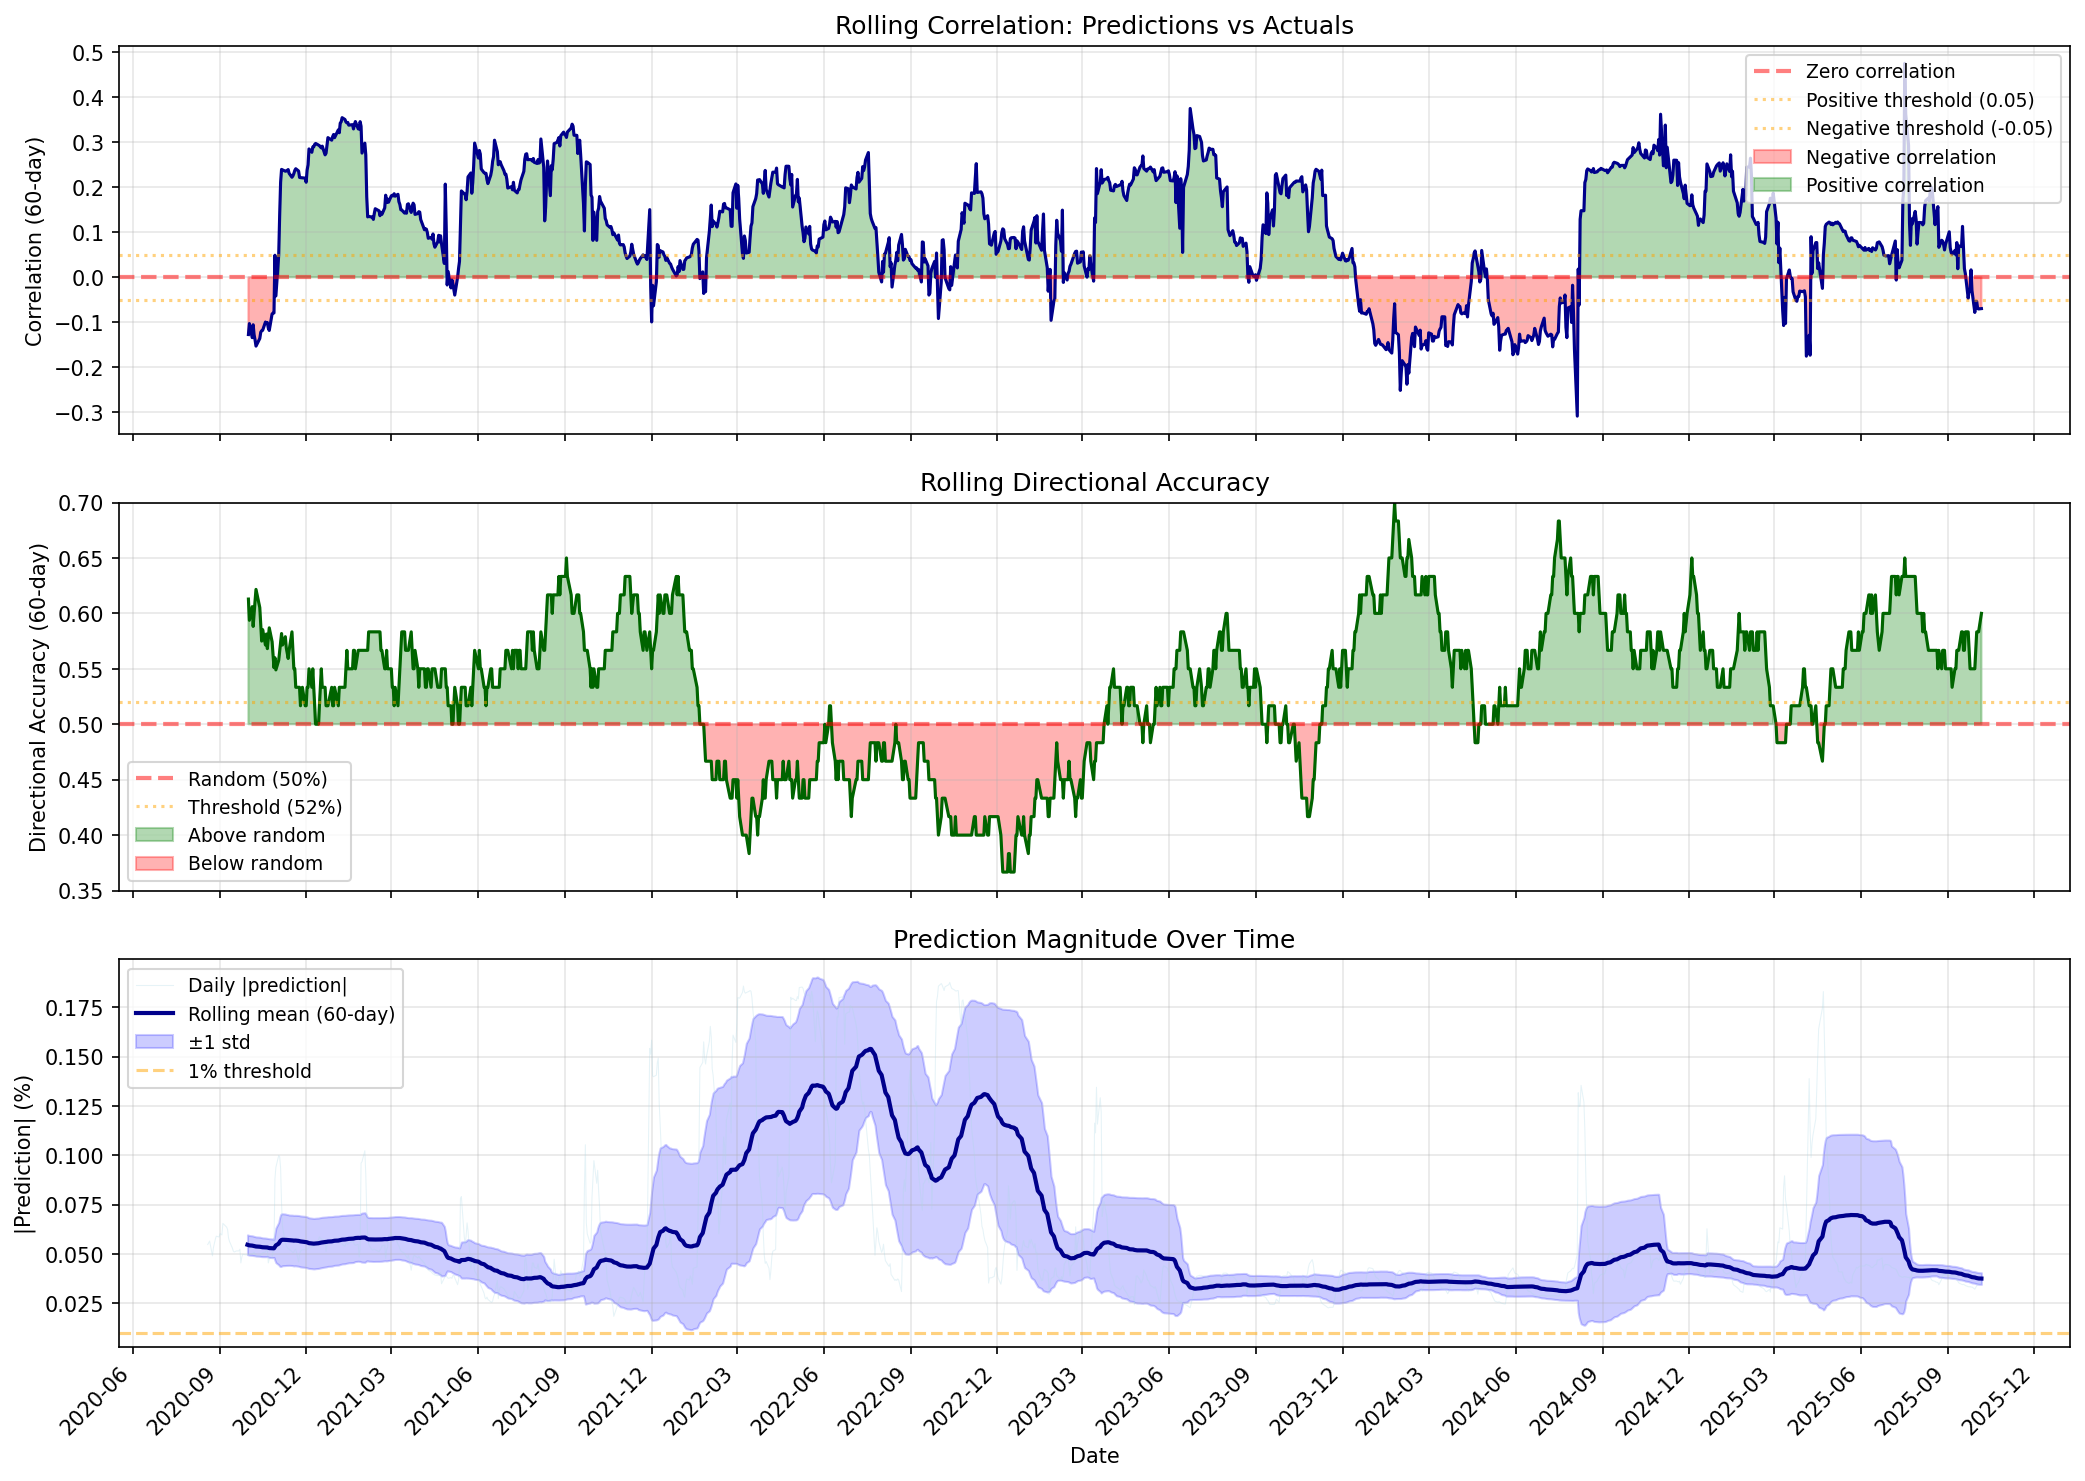 Rolling Correlation: Predictions vs Actuals
Correlation (60-day)
0.5
0.4
0.3
0.2
0.1
0.0
−0.1
−0.2
−0.3
Zero correlation
Positive threshold (0.05)
Negative threshold (-0.05)
Negative correlation
Positive correlation
Rolling Directional Accuracy
Directional Accuracy (60-day)
0.70
0.65
0.60
0.55
0.50
0.45
0.40
0.35
Random (50%)
Threshold (52%)
Above random
Below random
Prediction Magnitude Over Time
|Prediction| (%)
0.175
0.150
0.125
0.100
0.075
0.050
0.025
Daily |prediction|
Rolling mean (60-day)
±1 std
1% threshold
2020-06
2020-09
2020-12
2021-03
2021-06
2021-09
2021-12
2022-03
2022-06
2022-09
2022-12
2023-03
2023-06
2023-09
2023-12
2024-03
2024-06
2024-09
2024-12
2025-03
2025-06
2025-09
2025-12
Date